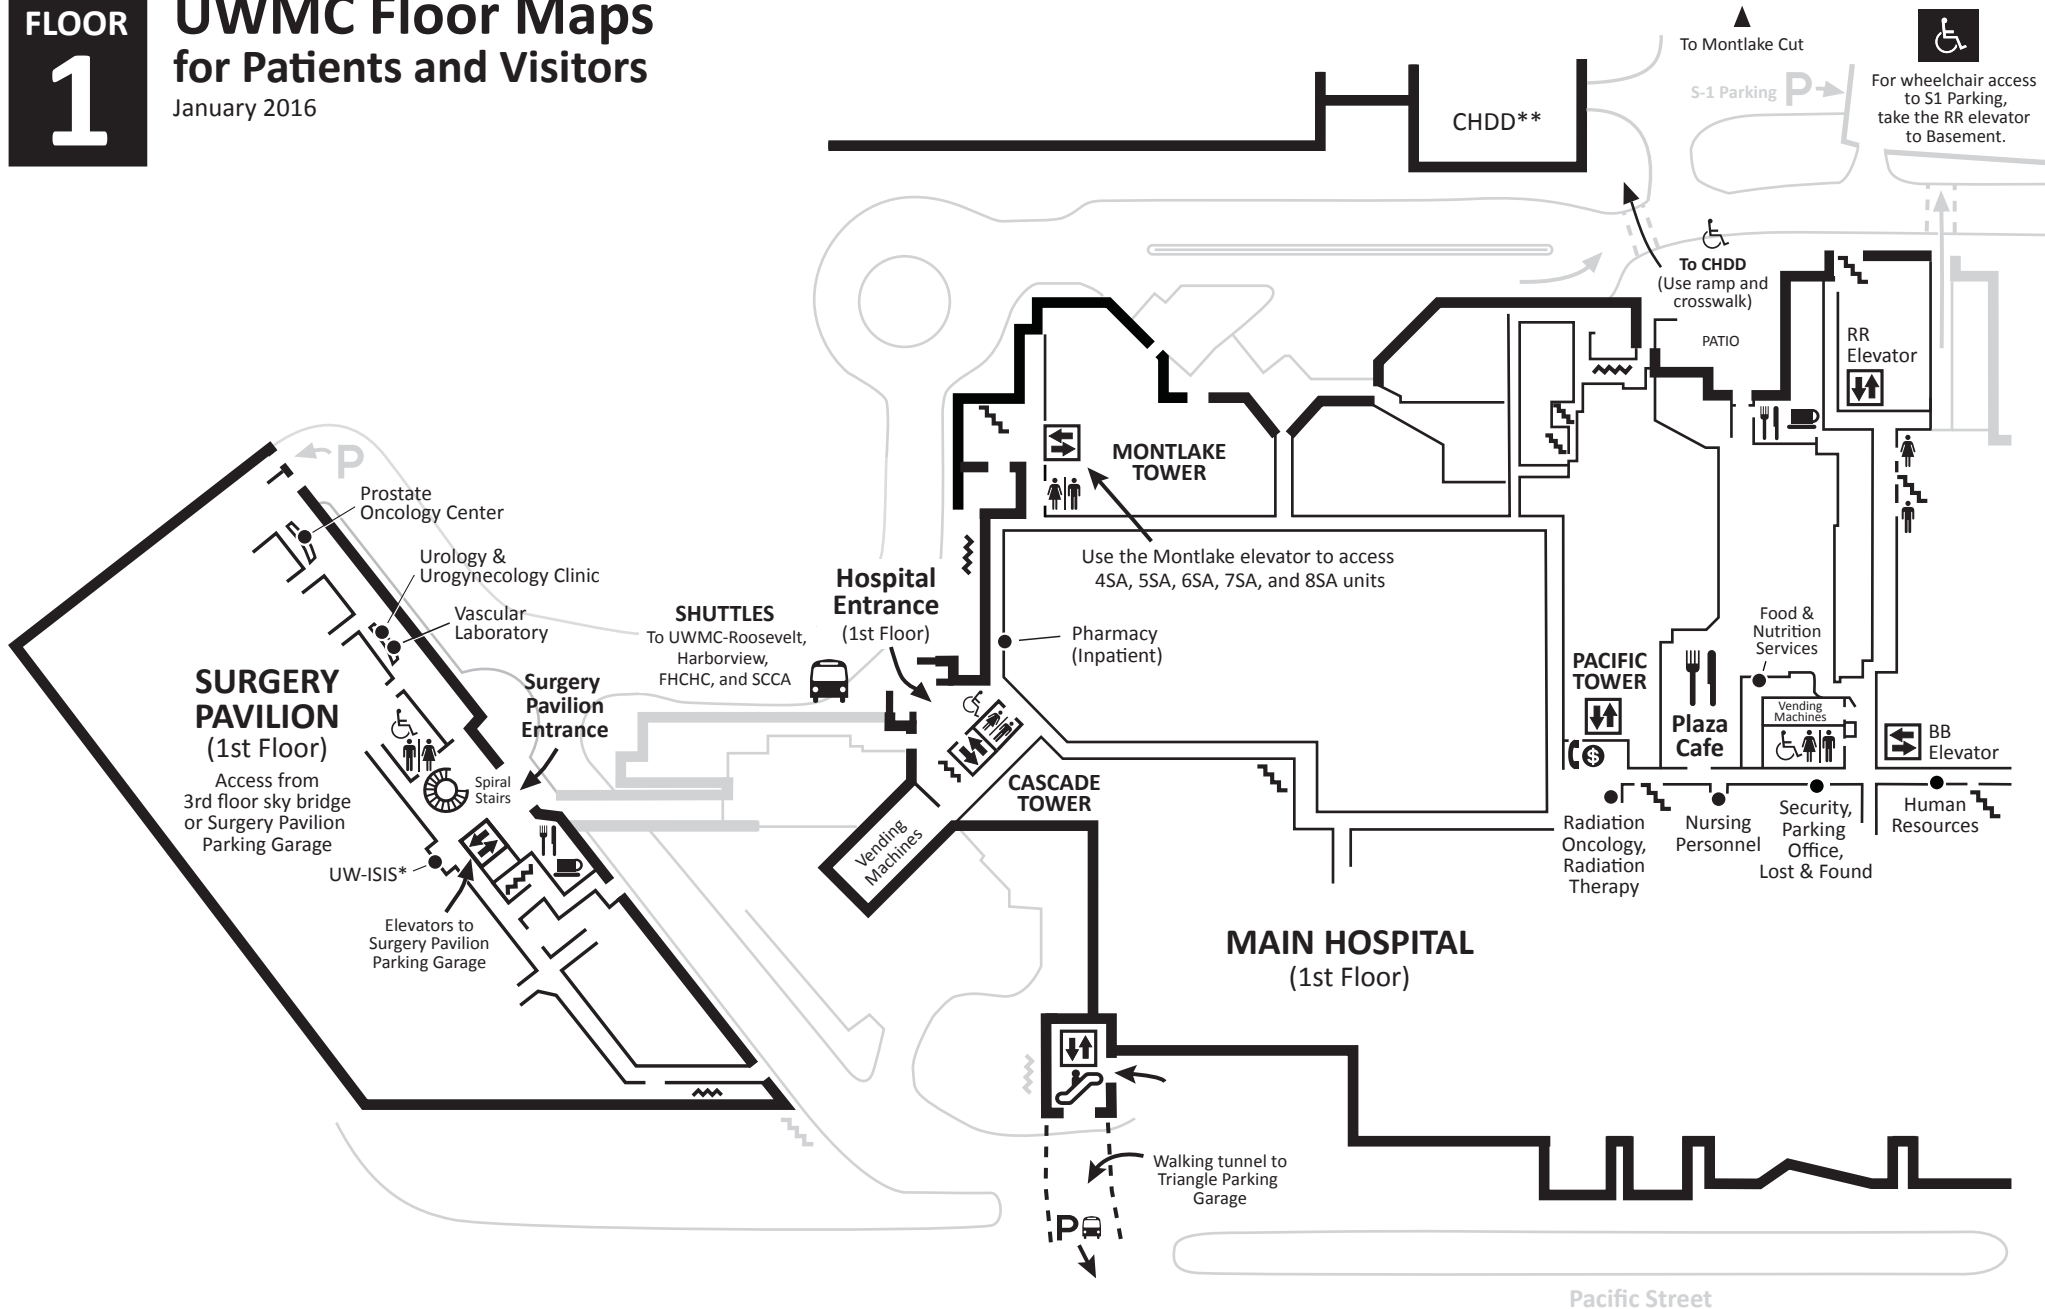 FLOOR
1
UWMC Floor Maps
for Patients and Visitors
January 2016
To Montlake Cut
S-1 Parking P
For wheelchair access
to S1 Parking,
take the RR elevator
to Basement.
CHDD**
To CHDD
(Use ramp and
crosswalk)
PATIO
RR
Elevator
MONTLAKE
TOWER
Use the Montlake elevator to access
4SA, 5SA, 6SA, 7SA, and 8SA units
P
Prostate
Oncology Center
Urology &
Urogynecology Clinic
Vascular
Laboratory
SURGERY
PAVILION
(1st Floor)
Access from
3rd floor sky bridge
or Surgery Pavilion
Parking Garage
Surgery
Pavilion
Entrance
Spiral
Stairs
UW-ISIS*
Elevators to
Surgery Pavilion
Parking Garage
SHUTTLES
To UWMC-Roosevelt,
Harborview,
FHCHC, and SCCA
Hospital
Entrance
(1st Floor)
Pharmacy
(Inpatient)
CASCADE
TOWER
Vending
Machines
PACIFIC
TOWER
$
Plaza
Cafe
Food &
Nutrition
Services
Vending
Machines
BB
Elevator
Radiation
Oncology,
Radiation
Therapy
Nursing
Personnel
Security,
Parking
Office,
Lost & Found
Human
Resources
MAIN HOSPITAL
(1st Floor)
Walking tunnel to
Triangle Parking
Garage
P
Pacific Street